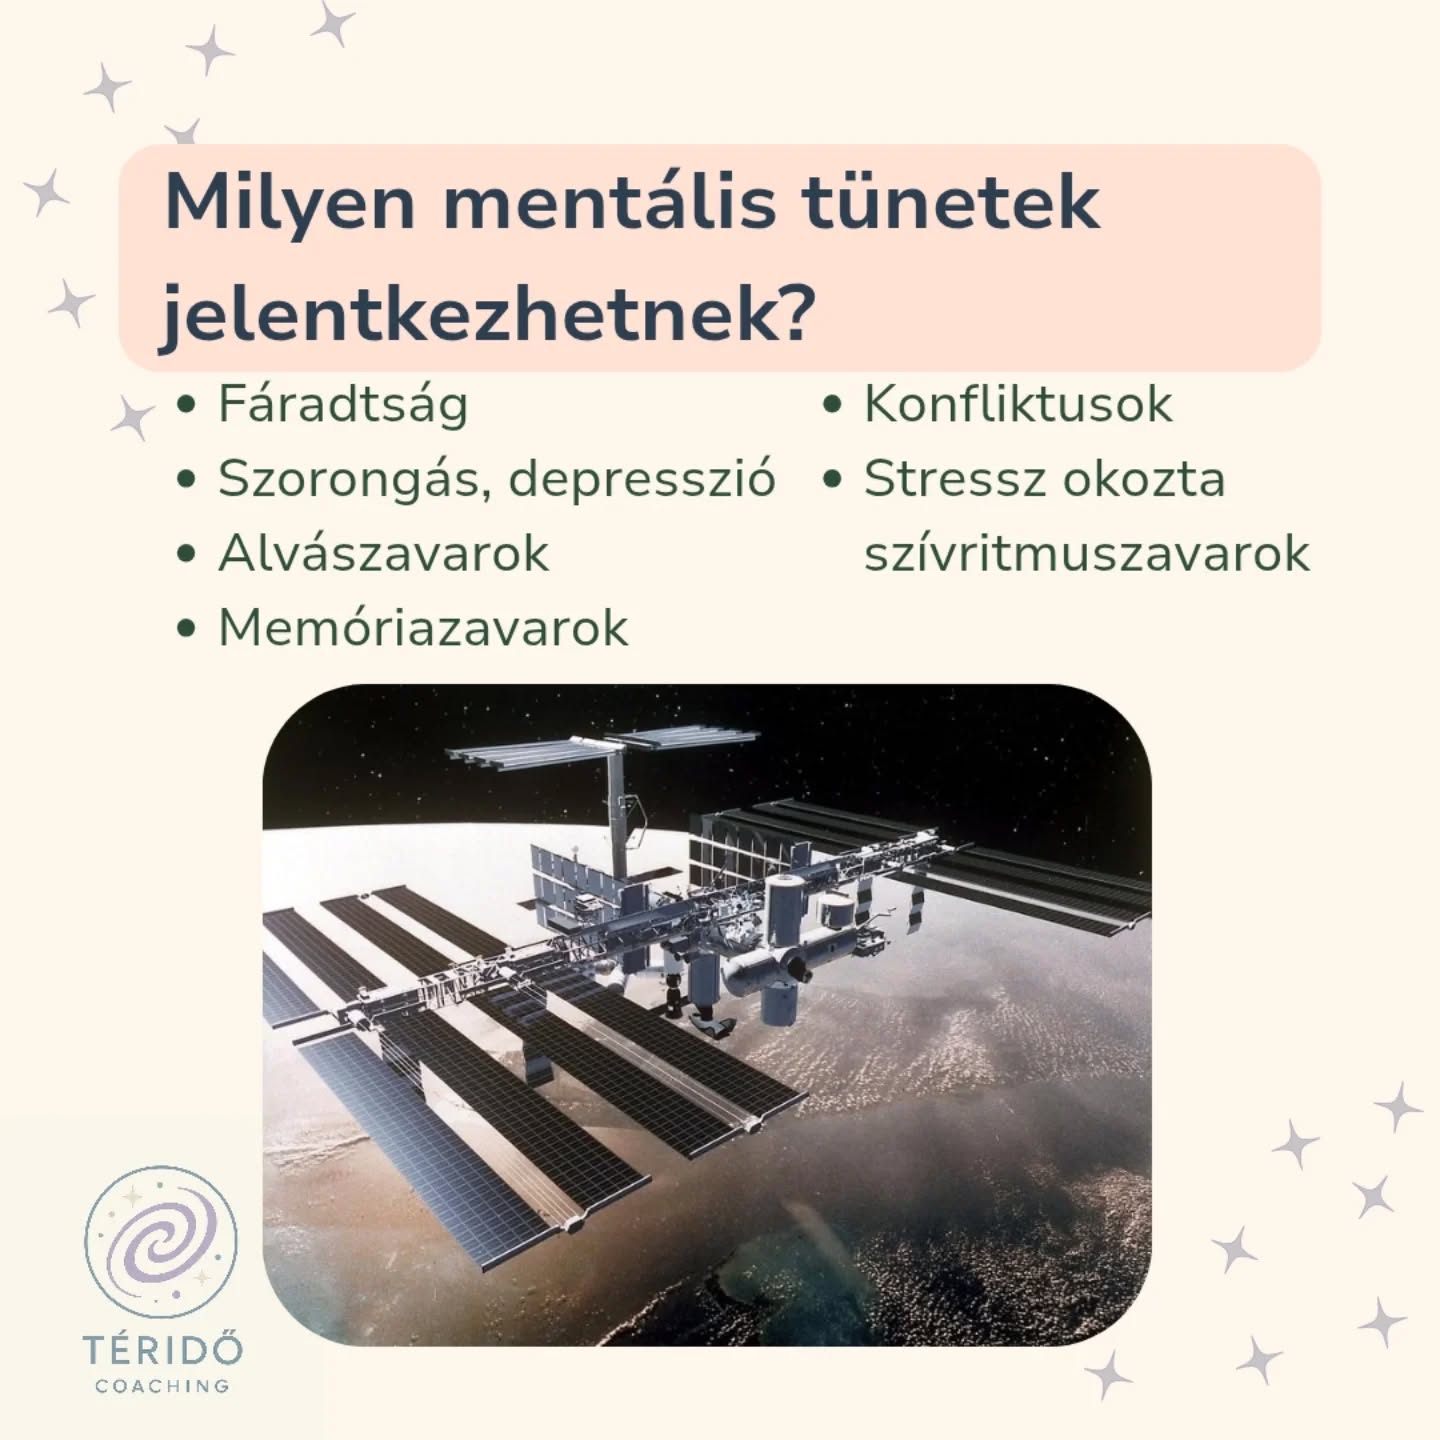 Milyen mentális tünetek
jelentkezhetnek?
• Fáradtság
• Szorongás, depresszió
• Alvászavarok
• Memóriazavarok
• Konfliktusok
• Stressz okozta
szívritmuszavarok
TÉRIDŐ
COACHING